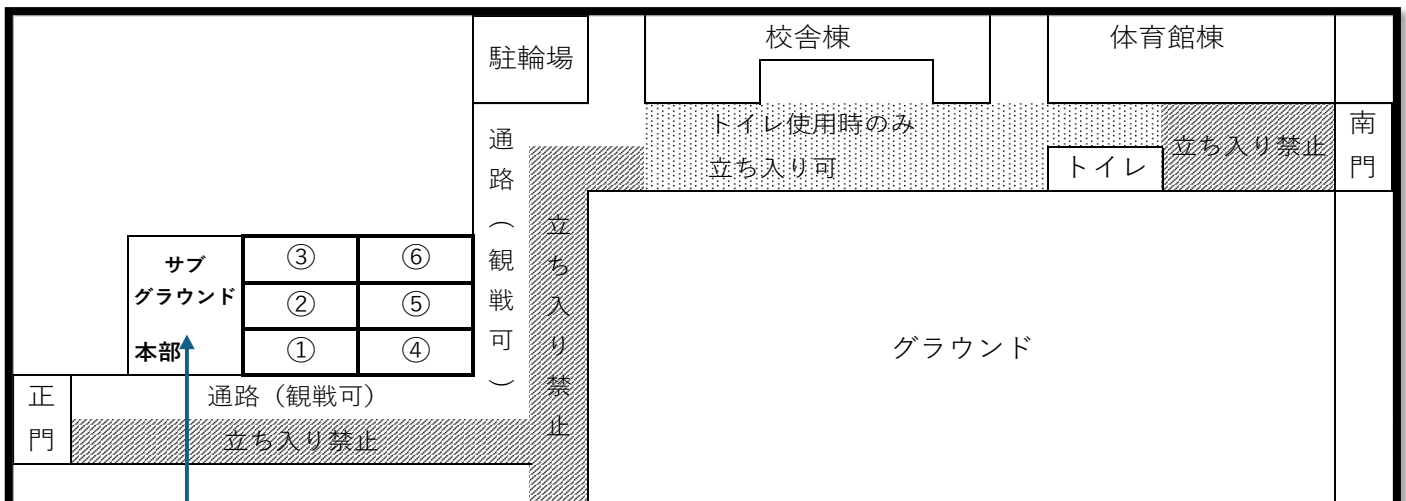 駐輪場
校舎棟
体育館棟
トイレ使用時のみ
立ち入り可
トイレ
立ち入り禁止
南門
通路（観戦可）
立ち入り禁止
サブ
グラウンド
本部
③
⑥
②
⑤
①
④
グラウンド
正門
通路（観戦可）
立ち入り禁止